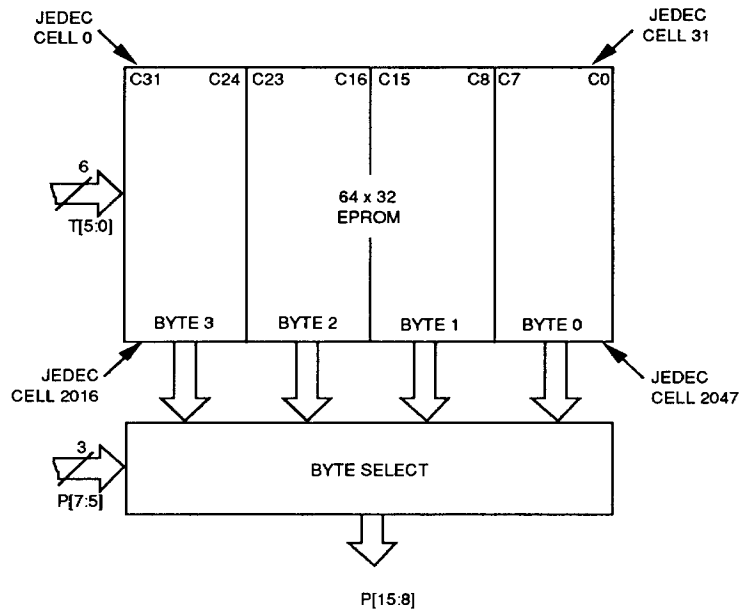 JEDEC
CELL 0
JEDEC
CELL 31
C31 C24 C23 C16 C15 C8 C7 C0
6
T[5:0]
64 x 32
EPROM
BYTE 3 BYTE 2 BYTE 1 BYTE 0
JEDEC
CELL 2016
JEDEC
CELL 2047
3
P[7:5]
BYTE SELECT
P[15:8]